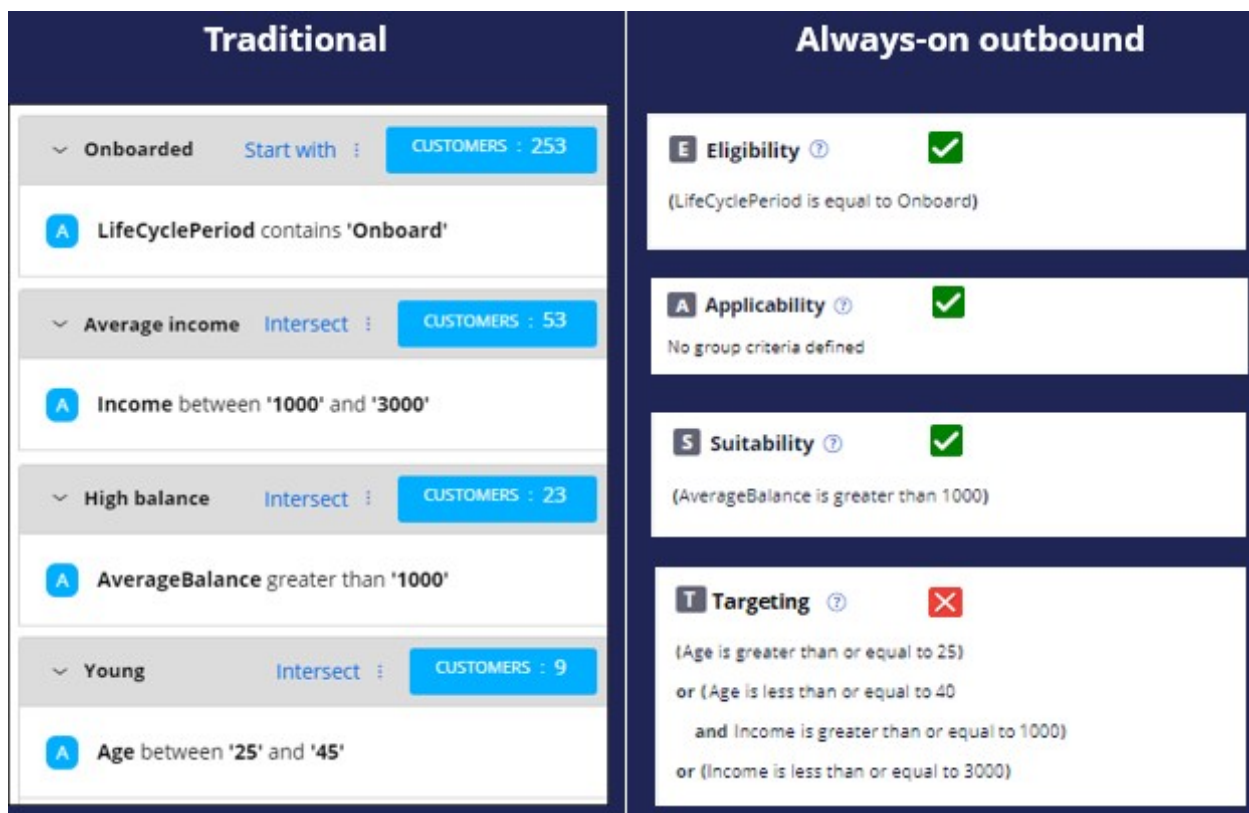 Traditional
Onboarded Start with CUSTOMERS : 253
A LifeCyclePeriod contains 'Onboard'
Average income Intersect CUSTOMERS : 53
A Income between '1000' and '3000'
High balance Intersect CUSTOMERS : 23
A AverageBalance greater than '1000'
Young Intersect CUSTOMERS : 9
A Age between '25' and '45'
Always-on outbound
E Eligibility ?
(LifeCyclePeriod is equal to Onboard)
A Applicability ?
No group criteria defined
S Suitability ?
(AverageBalance is greater than 1000)
T Targeting ?
(Age is greater than or equal to 25)
or (Age is less than or equal to 40
and Income is greater than or equal to 1000)
or (Income is less than or equal to 3000)